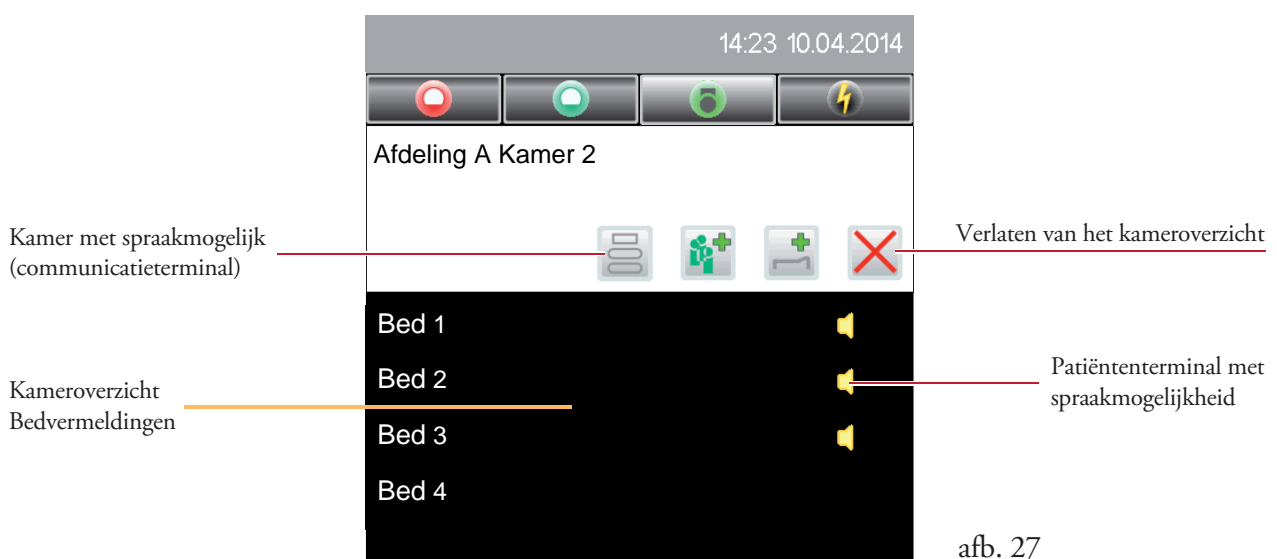 14:23 10.04.2014
Afdeling A Kamer 2
Kamer met spraakmogelijk
(communicatieterminal)
Verlaten van het kameroverzicht
Bed 1
Bed 2
Bed 3
Bed 4
Kameroverzicht
Bedvermeldingen
Patiëntenterminal met
spraakmogelijkheid
afb. 27